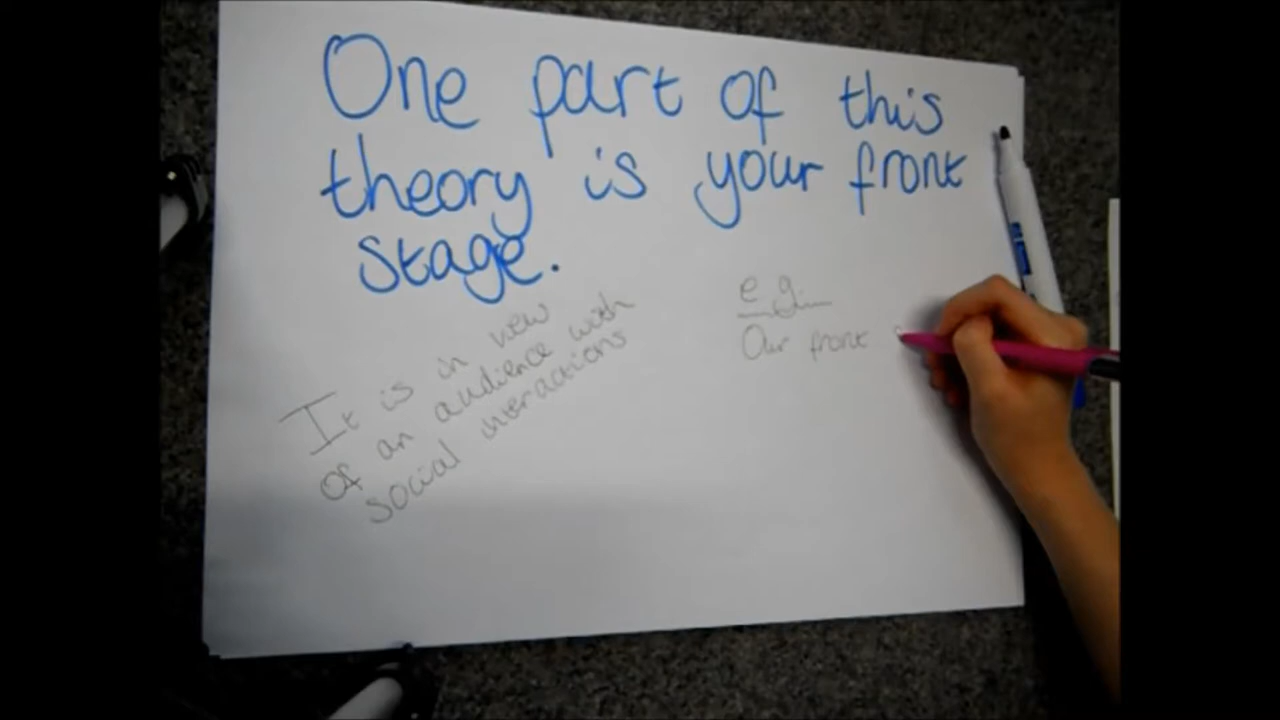 One part of this
theory is your front
stage.
It is in view
of an audience with
social interactions
e.g.
Our front